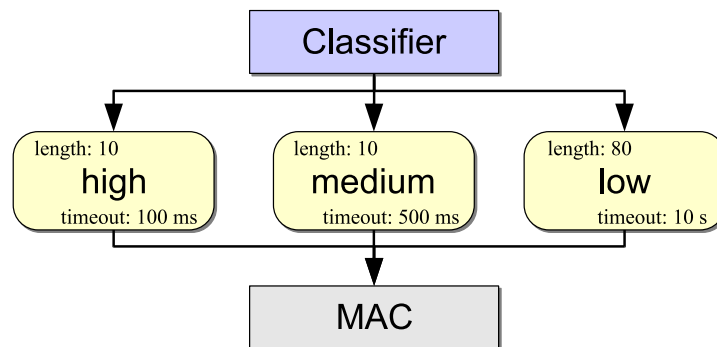 Classifier
length: 10
high
timeout: 100 ms
length: 10
medium
timeout: 500 ms
length: 80
low
timeout: 10 s
MAC